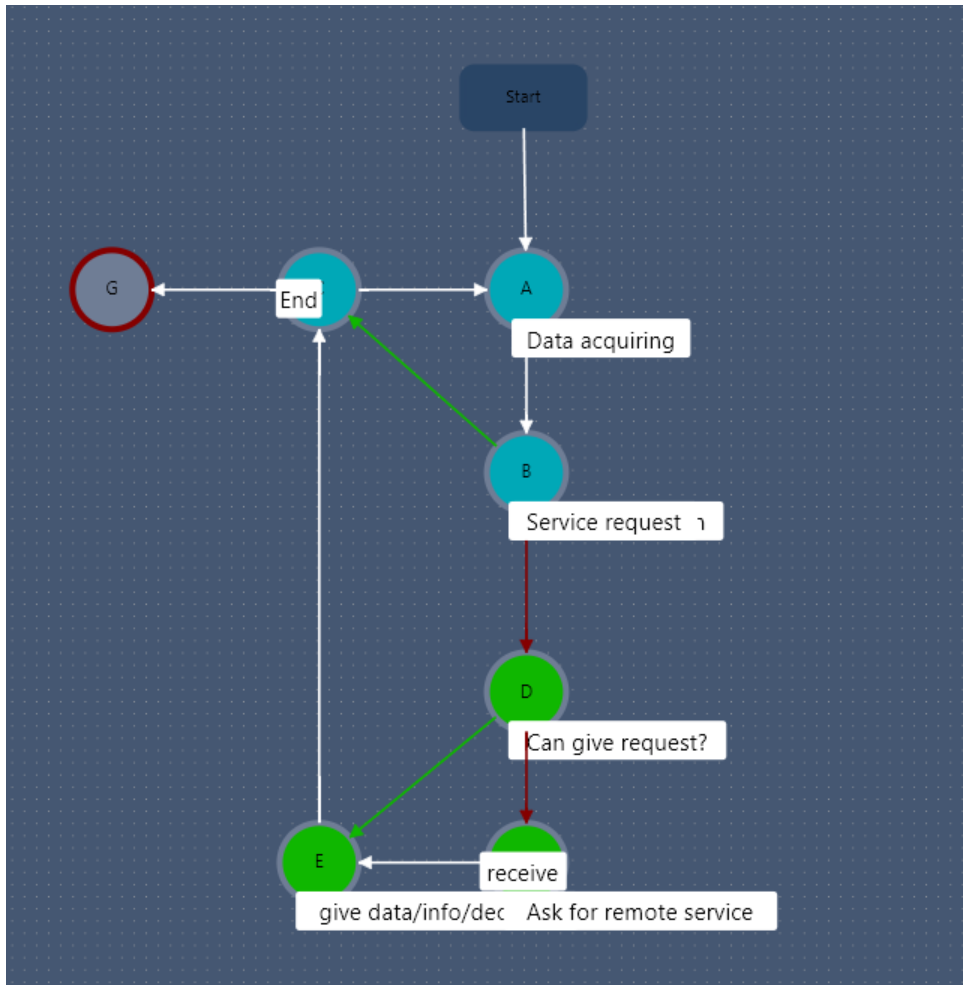 Start
G
End
A
Data acquiring
B
Service request
D
Can give request?
E
receive
give data/info/dec
Ask for remote service